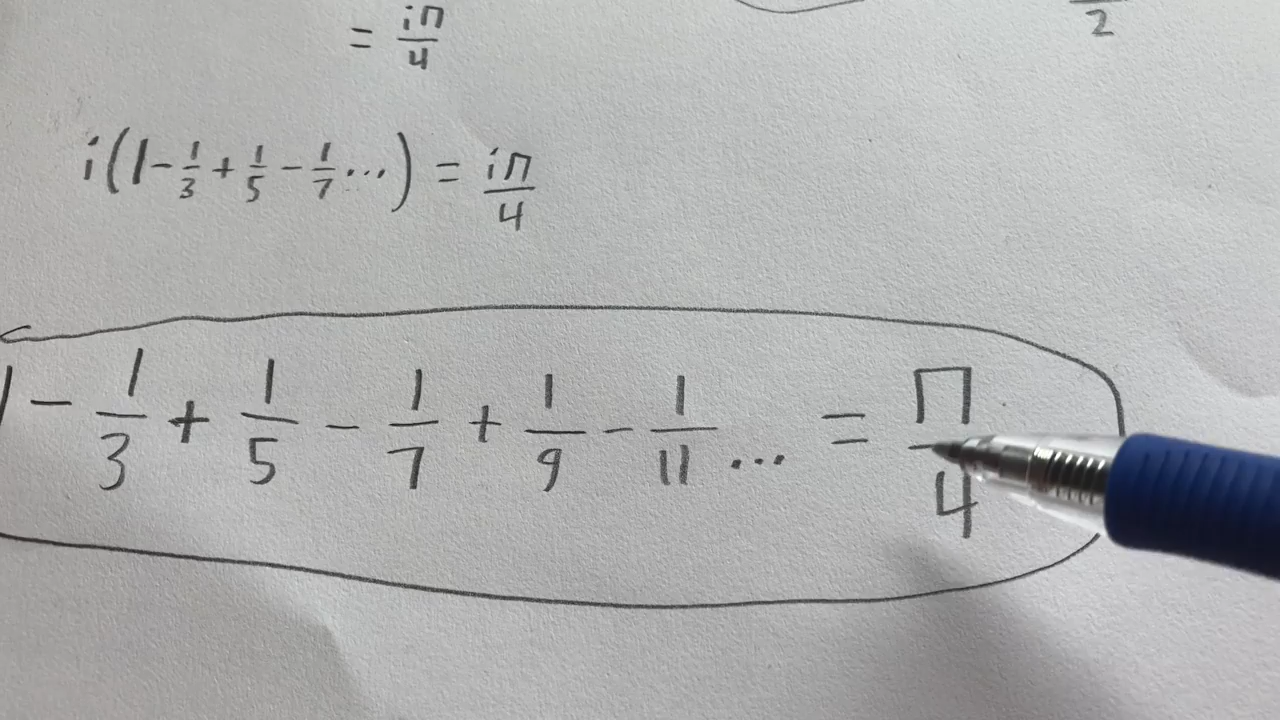 = iπ/4
2
i(1 - 1/3 + 1/5 - 1/7 ...) = iπ/4
1 - 1/3 + 1/5 - 1/7 + 1/9 - 1/11 ... = π/4